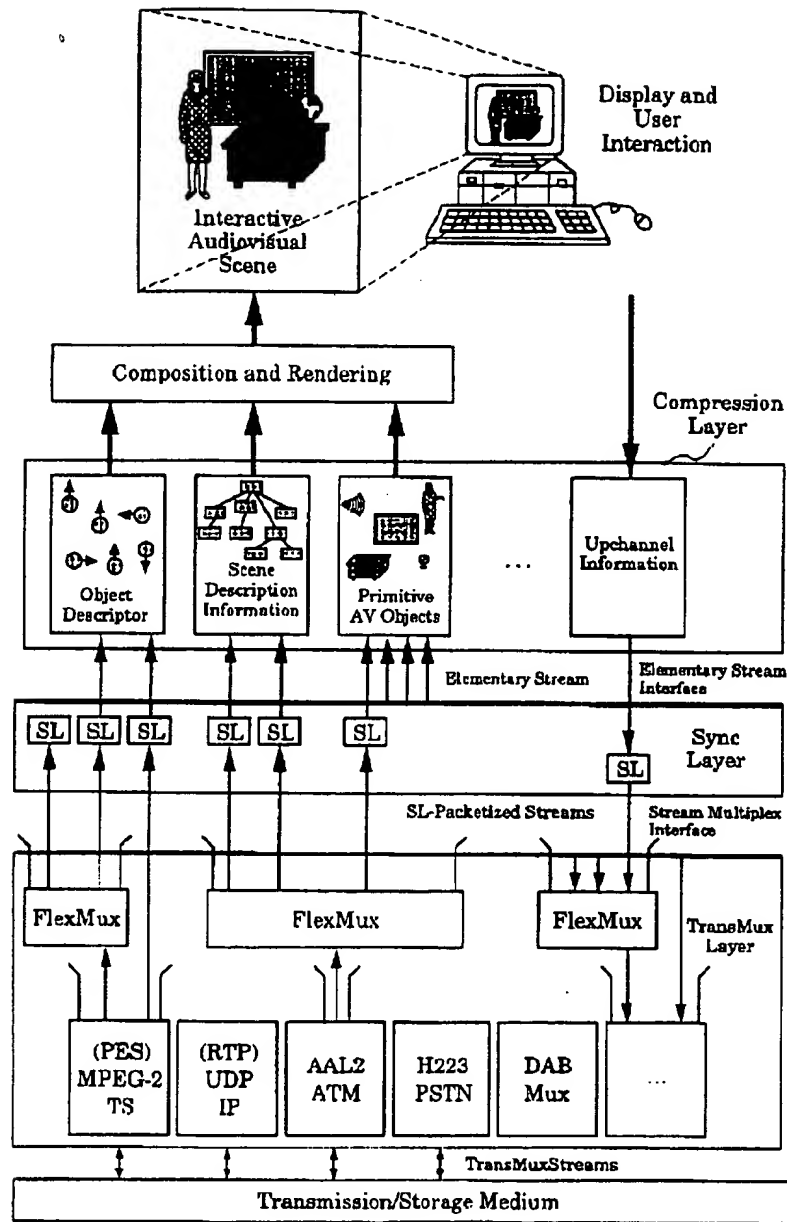 Display and
User
Interaction
Interactive
Audiovisual
Scene
Composition and Rendering
Compression
Layer
Object
Descriptor
Scene
Description
Information
Primitive
AV Objects
...
Upchannel
Information
Elementary Stream
Elementary Stream
Interface
SL
SL
SL
SL
SL
SL
SL
Sync
Layer
SL-Packetized Streams
Stream Multiplex
Interface
FlexMux
FlexMux
FlexMux
TransMux
Layer
(PES)
MPEG-2
TS
(RTP)
UDP
IP
AAL2
ATM
H223
PSTN
DAB
Mux
...
TransMuxStreams
Transmission/Storage Medium